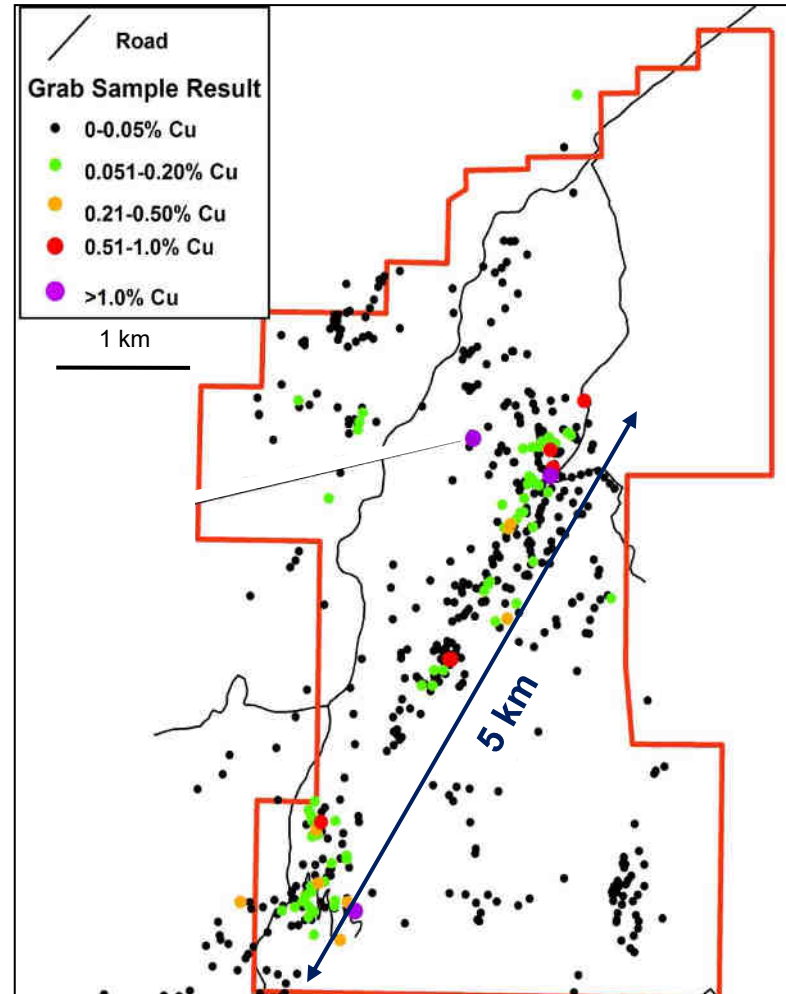 Road
Grab Sample Result
0-0.05% Cu
0.051-0.20% Cu
0.21-0.50% Cu
0.51-1.0% Cu
>1.0% Cu
1 km
5 km